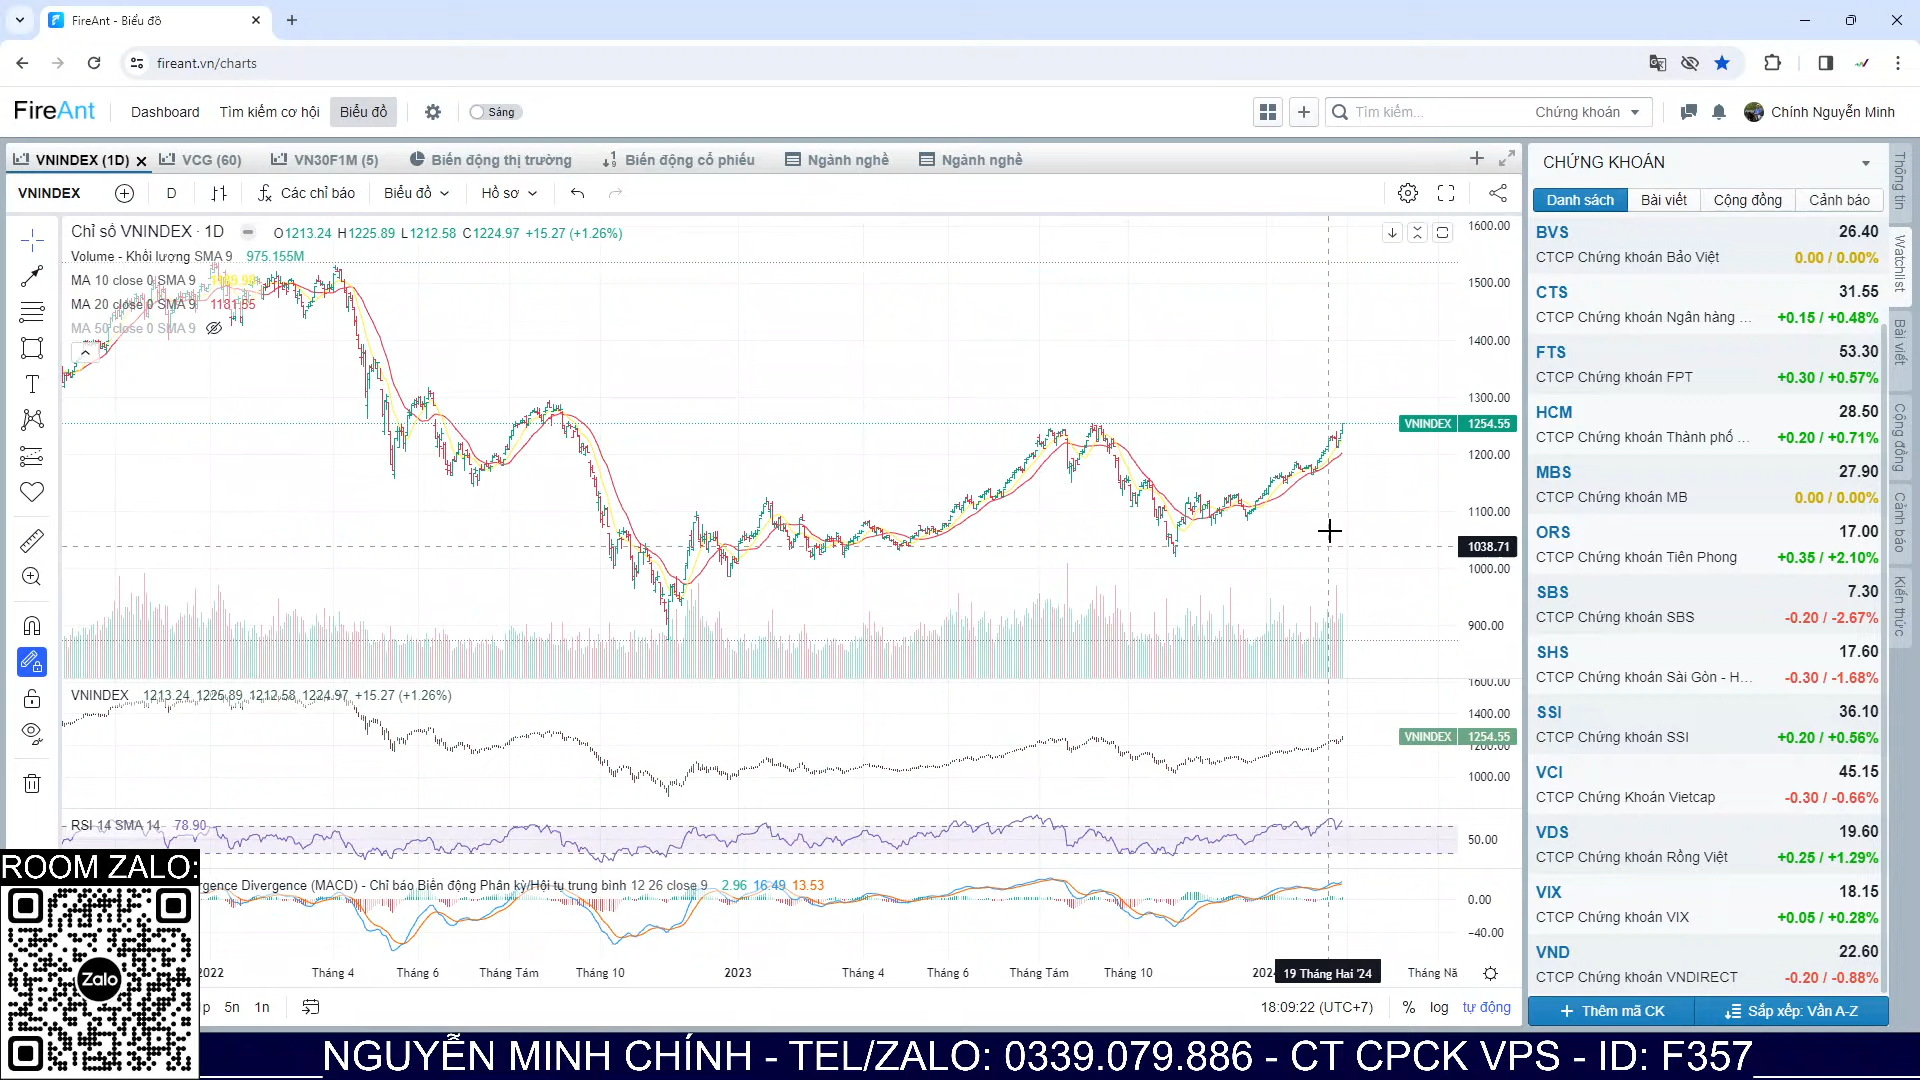 FireAnt - Biểu đồ
fireant.vn/charts
FireAnt Dashboard Tìm kiếm cơ hội Biểu đồ Sáng Tìm kiếm... Chứng khoán Chính Nguyễn Minh
VNINDEX (1D) VCG (60) VN30F1M (5) Biến động thị trường Biến động cổ phiếu Ngành nghề Ngành nghề
VNINDEX D Các chỉ báo Biểu đồ Hồ sơ
Chỉ số VNINDEX · 1D O1213.24 H1225.89 L1212.58 C1224.97 +15.27 (+1.26%)
Volume - Khối lượng SMA 9 975.155M
MA 10 close 0 SMA 9
MA 20 close 0 SMA 9 1181.55
MA 50 close 0 SMA 9
1600.00
1500.00
1400.00
1300.00
VNINDEX 1254.55
1200.00
1100.00
1038.71
1000.00
900.00
VNINDEX 1213.24 1225.89 1212.58 1224.97 +15.27 (+1.26%)
1600.00
1400.00
VNINDEX 1254.55
1200.00
1000.00
RSI 14 SMA 14 78.90
50.00
rgence Divergence (MACD) - Chỉ báo Biến động Phân kỳ/Hội tụ trung bình 12 26 close 9 2.96 16.49 13.53
0.00
−40.00
2022 Tháng 4 Tháng 6 Tháng Tám Tháng 10 2023 Tháng 4 Tháng 6 Tháng Tám Tháng 10 2024 19 Tháng Hai '24 Tháng Nă
p 5n 1n 18:09:22 (UTC+7) % log tự động
CHỨNG KHOÁN
Danh sách Bài viết Cộng đồng Cảnh báo
BVS 26.40
CTCP Chứng khoán Bảo Việt 0.00 / 0.00%
CTS 31.55
CTCP Chứng khoán Ngân hàng ... +0.15 / +0.48%
FTS 53.30
CTCP Chứng khoán FPT +0.30 / +0.57%
HCM 28.50
CTCP Chứng khoán Thành phố ... +0.20 / +0.71%
MBS 27.90
CTCP Chứng khoán MB 0.00 / 0.00%
ORS 17.00
CTCP Chứng khoán Tiên Phong +0.35 / +2.10%
SBS 7.30
CTCP Chứng khoán SBS -0.20 / -2.67%
SHS 17.60
CTCP Chứng khoán Sài Gòn - H... -0.30 / -1.68%
SSI 36.10
CTCP Chứng khoán SSI +0.20 / +0.56%
VCI 45.15
CTCP Chứng Khoán Vietcap -0.30 / -0.66%
VDS 19.60
CTCP Chứng khoán Rồng Việt +0.25 / +1.29%
VIX 18.15
CTCP Chứng khoán VIX +0.05 / +0.28%
VND 22.60
CTCP Chứng khoán VNDIRECT -0.20 / -0.88%
Thêm mã CK Sắp xếp: Vần A-Z
Thông tin
Watchlist
Bài viết
Cộng đồng
Cảnh báo
Kiến thức
ROOM ZALO:
Zalo
NGUYỄN MINH CHÍNH - TEL/ZALO: 0339.079.886 - CT CPCK VPS - ID: F357